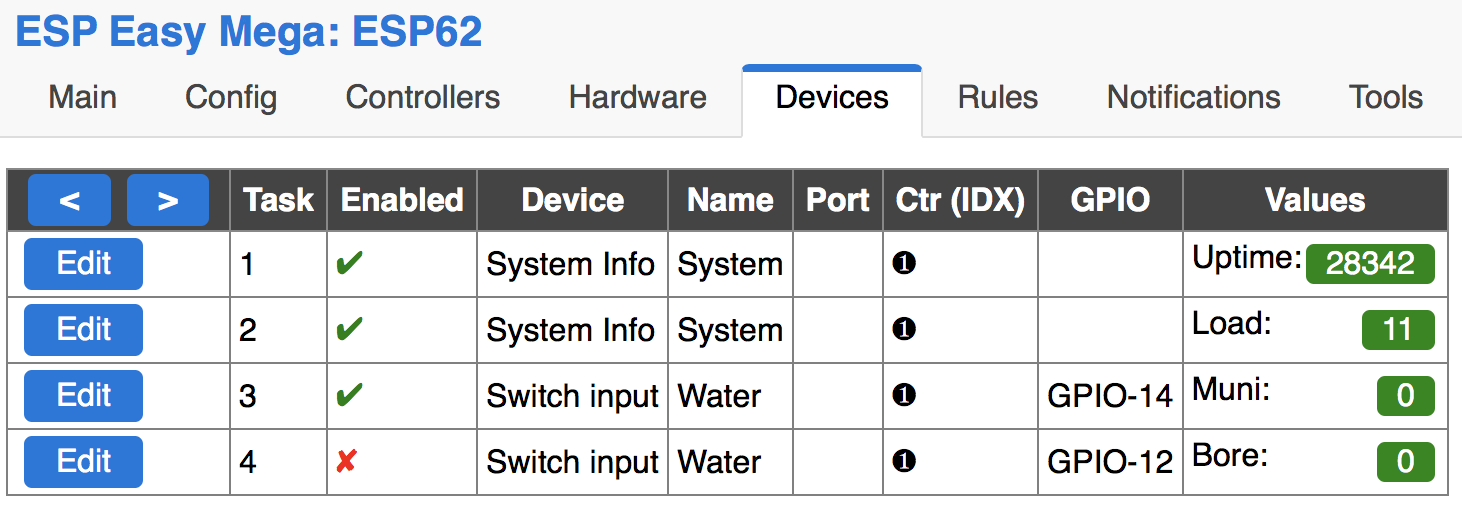 ESP Easy Mega: ESP62
Main Config Controllers Hardware Devices Rules Notifications Tools
< > Task Enabled Device Name Port Ctr (IDX) GPIO Values
Edit 1 ✔ System Info System ❶ Uptime: 28342
Edit 2 ✔ System Info System ❶ Load: 11
Edit 3 ✔ Switch input Water ❶ GPIO-14 Muni: 0
Edit 4 ✘ Switch input Water ❶ GPIO-12 Bore: 0